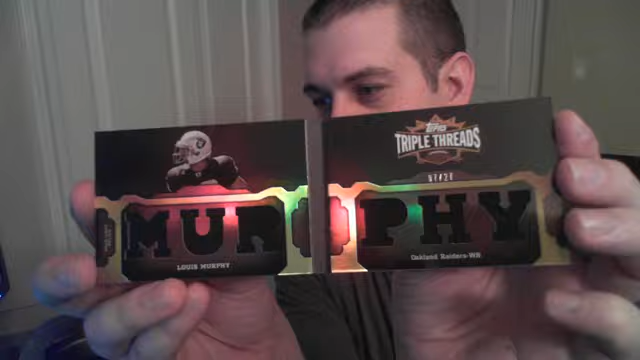 MUR
LOUIS MURPHY
Topps
TRIPLE THREADS
PHY
Oakland Raiders-WR